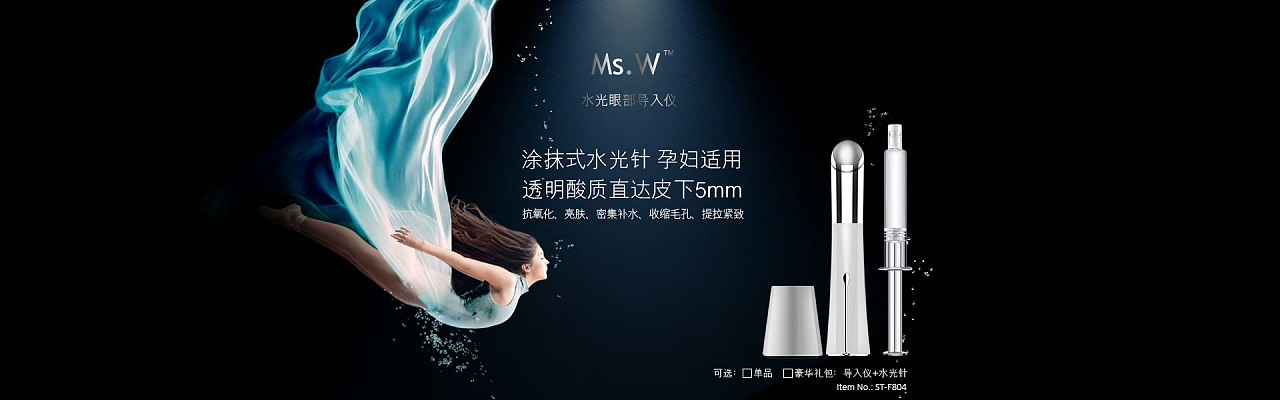 Ms.W™
水光眼部导入仪
涂抹式水光针 孕妇适用
透明酸质直达皮下5mm
抗氧化、亮肤、密集补水、收缩毛孔、提拉紧致
可选：□单品 □豪华礼包：导入仪+水光针
Item No.: ST-F804